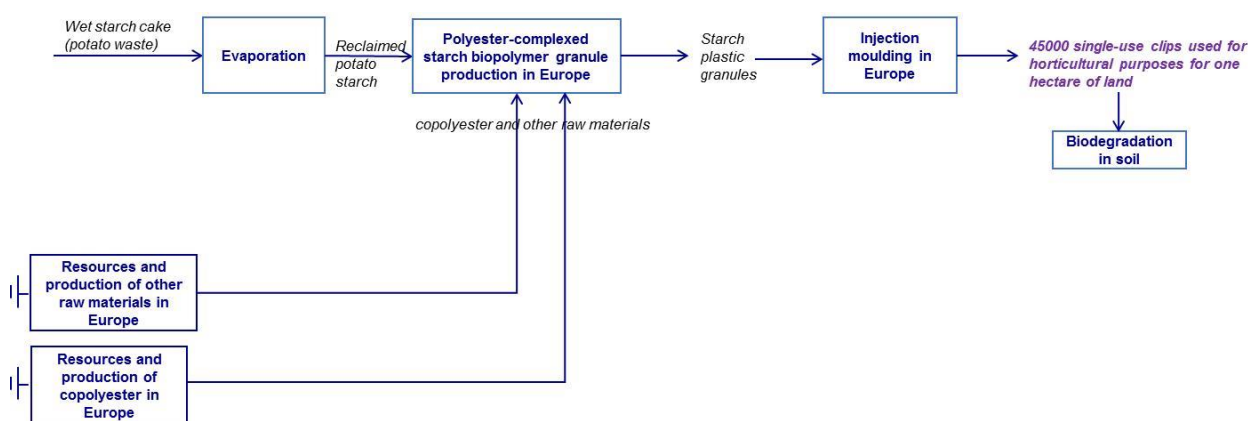 Wet starch cake
(potato waste)
Evaporation
Reclaimed
potato
starch
Polyester-complexed
starch biopolymer granule
production in Europe
Starch
plastic
granules
Injection
moulding in
Europe
45000 single-use clips used for
horticultural purposes for one
hectare of land
copolyester and other raw materials
Biodegradation
in soil
Resources and
production of other
raw materials in
Europe
Resources and
production of
copolyester in
Europe